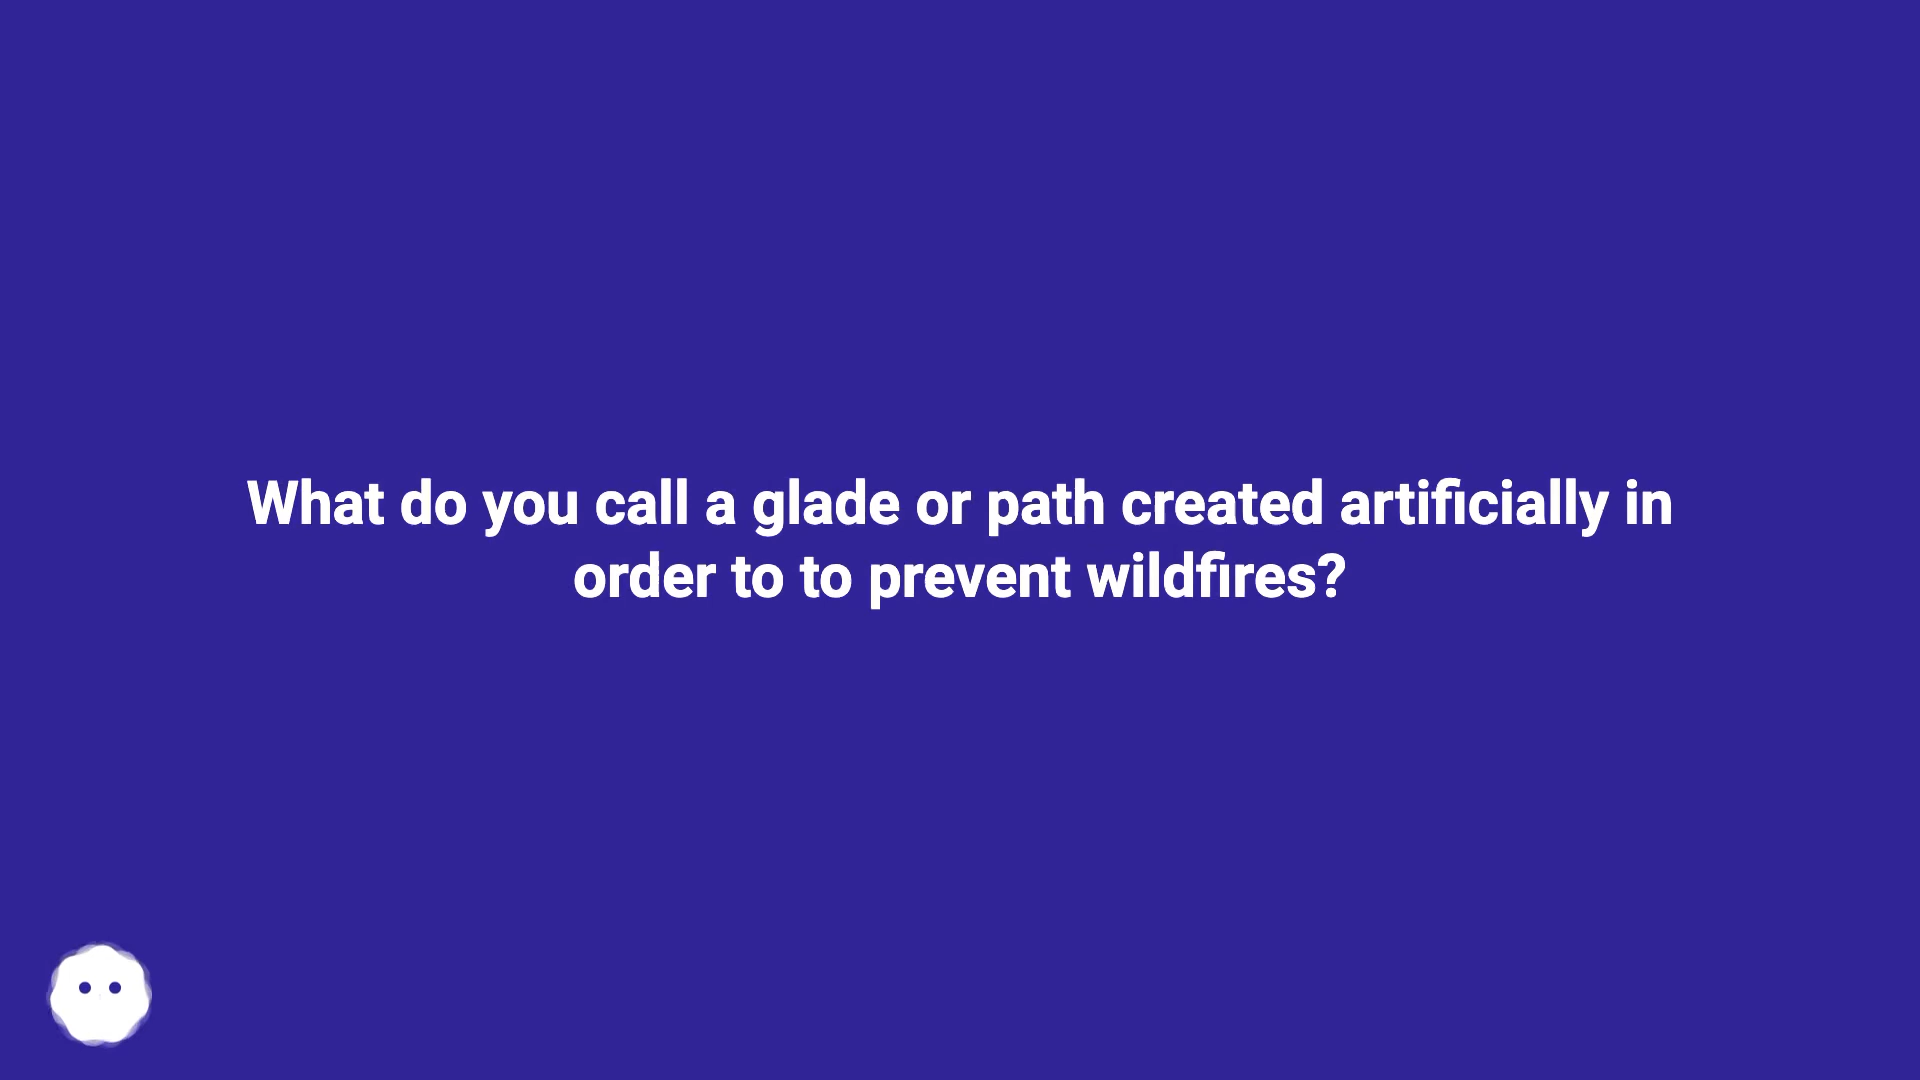 What do you call a glade or path created artificially in
order to to prevent wildfires?